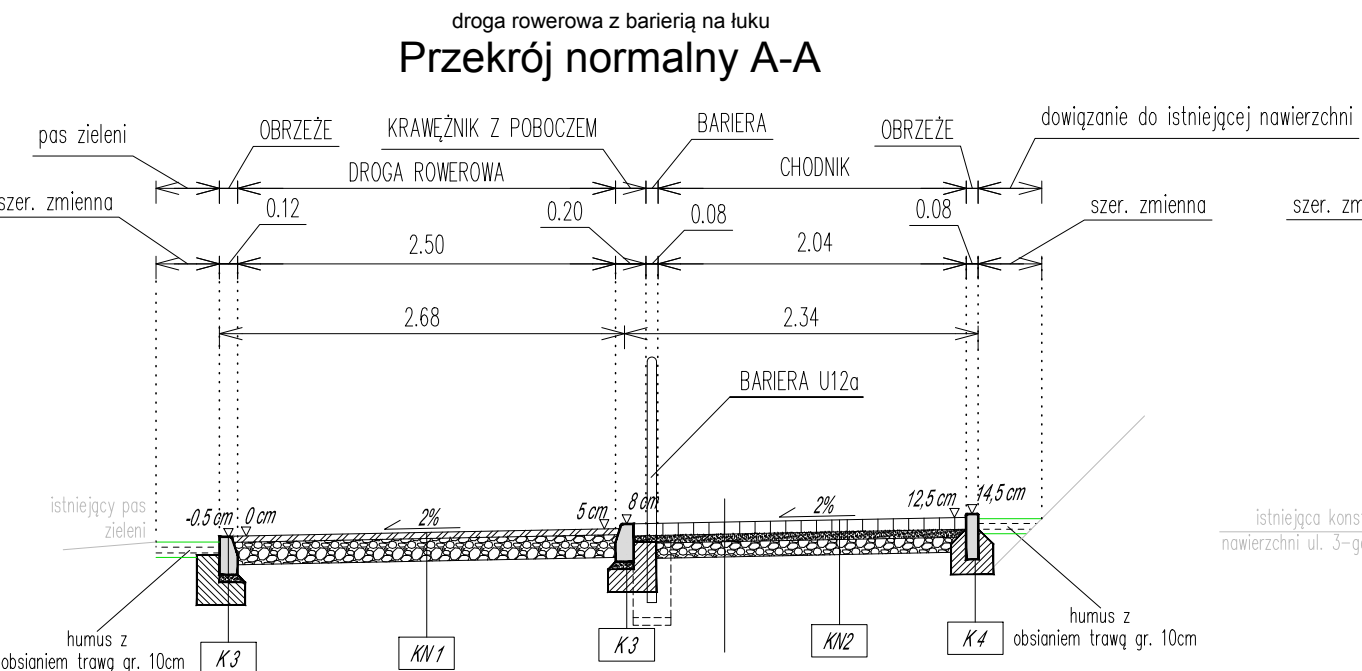 droga rowerowa z barierią na łuku
Przekrój normalny A-A
pas zieleni
OBRZEŻE
KRAWĘŻNIK Z POBOCZEM
BARIERA
OBRZEŻE
dowiązanie do istniejącej nawierzchni
DROGA ROWEROWA
CHODNIK
szer. zmienna
0.12
0.20
0.08
0.08
szer. zmienna
szer.
2.50
2.04
2.68
2.34
BARIERA U12a
istniejący pas
zieleni
-0.5 cm
0 cm
2%
5 cm
8 cm
2%
12,5 cm
14,5 cm
istniejąca
nawierzchni ul.
humus z
obsianiem trawą gr. 10cm
K3
KN1
K3
KN2
K4
humus z
obsianiem trawą gr. 10cm